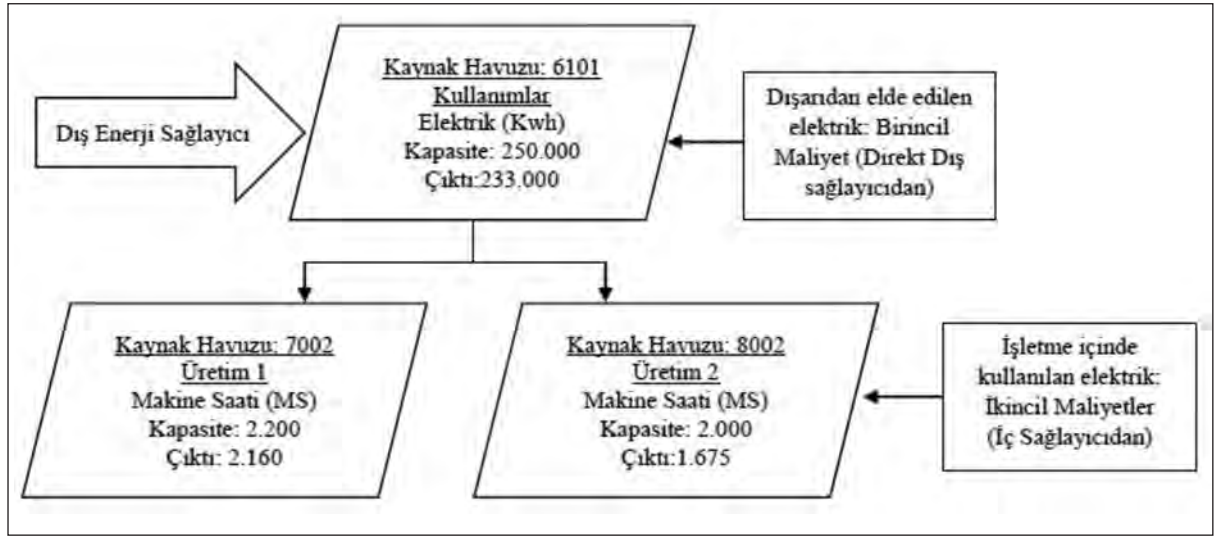 Dış Enerji Sağlayıcı
Kaynak Havuzu: 6101
Kullanımlar
Elektrik (Kwh)
Kapasite: 250.000
Çıktı:233.000
Dışarıdan elde edilen
elektrik: Birincil
Maliyet (Direkt Dış
sağlayıcıdan)
Kaynak Havuzu: 7002
Üretim 1
Makine Saati (MS)
Kapasite: 2.200
Çıktı: 2.160
Kaynak Havuzu: 8002
Üretim 2
Makine Saati (MS)
Kapasite: 2.000
Çıktı:1.675
İşletme içinde
kullanılan elektrik:
İkincil Maliyetler
(İç Sağlayıcıdan)